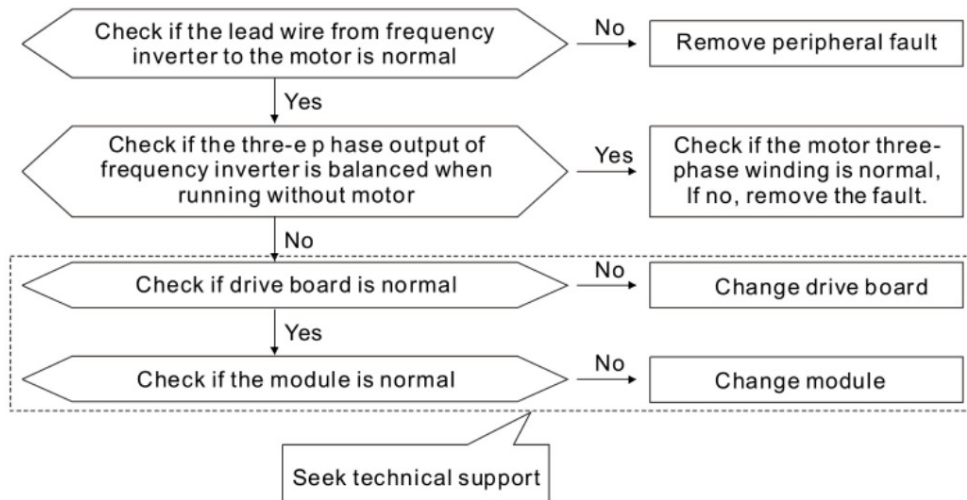 Check if the lead wire from frequency
inverter to the motor is normal
No
Remove peripheral fault
Yes
Check if the thre-e p hase output of
frequency inverter is balanced when
running without motor
Yes
Check if the motor three-
phase winding is normal,
If no, remove the fault.
No
Check if drive board is normal
No
Change drive board
Yes
Check if the module is normal
No
Change module
Seek technical support